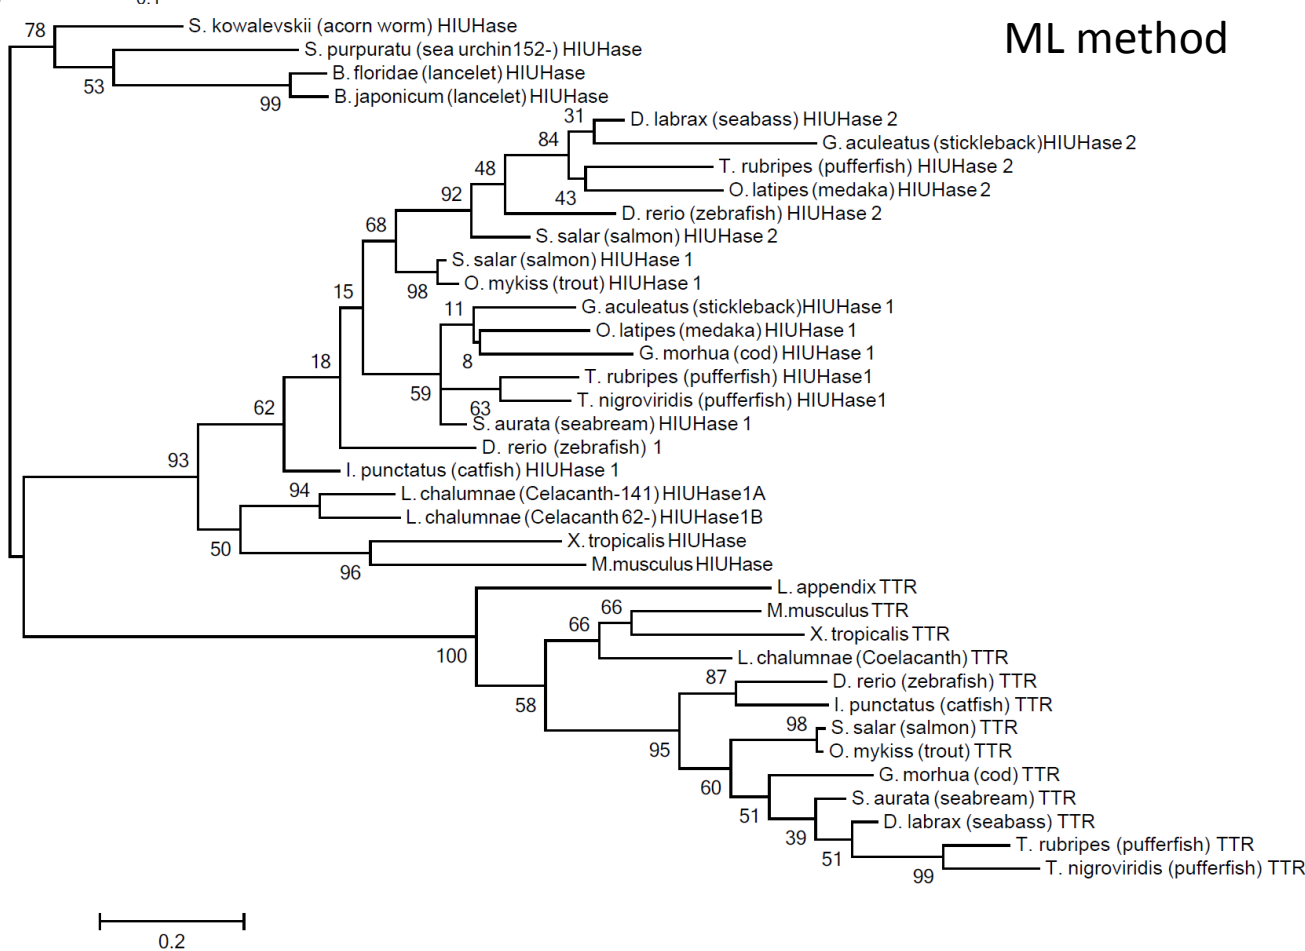 0.1
78
S. kowalevskii (acorn worm) HIUHase
ML method
S. purpuratu (sea urchin152-) HIUHase
53
B. floridae (lancelet) HIUHase
99
B. japonicum (lancelet) HIUHase
31
D. labrax (seabass) HIUHase 2
84
G. aculeatus (stickleback)HIUHase 2
48
T. rubripes (pufferfish) HIUHase 2
92
43
O. latipes (medaka) HIUHase 2
68
D. rerio (zebrafish) HIUHase 2
S. salar (salmon) HIUHase 2
S. salar (salmon) HIUHase 1
98
O. mykiss (trout) HIUHase 1
15
11
G. aculeatus (stickleback)HIUHase 1
O. latipes (medaka) HIUHase 1
18
8
G. morhua (cod) HIUHase 1
59
T. rubripes (pufferfish) HIUHase1
62
63
T. nigroviridis (pufferfish) HIUHase1
S. aurata (seabream) HIUHase 1
D. rerio (zebrafish) 1
93
I. punctatus (catfish) HIUHase 1
94
L. chalumnae (Celacanth-141) HIUHase1A
L. chalumnae (Celacanth 62-) HIUHase1B
50
X. tropicalis HIUHase
96
M.musculus HIUHase
L. appendix TTR
66
M.musculus TTR
66
X. tropicalis TTR
100
L. chalumnae (Coelacanth) TTR
87
D. rerio (zebrafish) TTR
58
I. punctatus (catfish) TTR
98
S. salar (salmon) TTR
95
O. mykiss (trout) TTR
60
G. morhua (cod) TTR
51
S. aurata (seabream) TTR
39
D. labrax (seabass) TTR
51
T. rubripes (pufferfish) TTR
99
T. nigroviridis (pufferfish) TTR
0.2